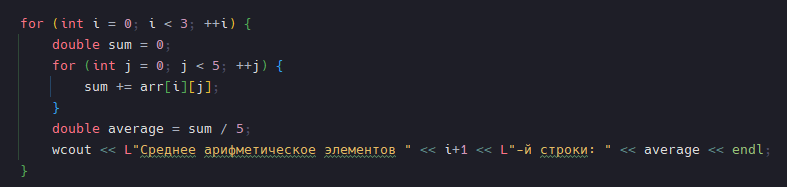 for (int i = 0; i < 3; ++i) {
    double sum = 0;
    for (int j = 0; j < 5; ++j) {
        sum += arr[i][j];
    }
    double average = sum / 5;
    wcout << L"Среднее арифметическое элементов " << i+1 << L"-й строки: " << average << endl;
}